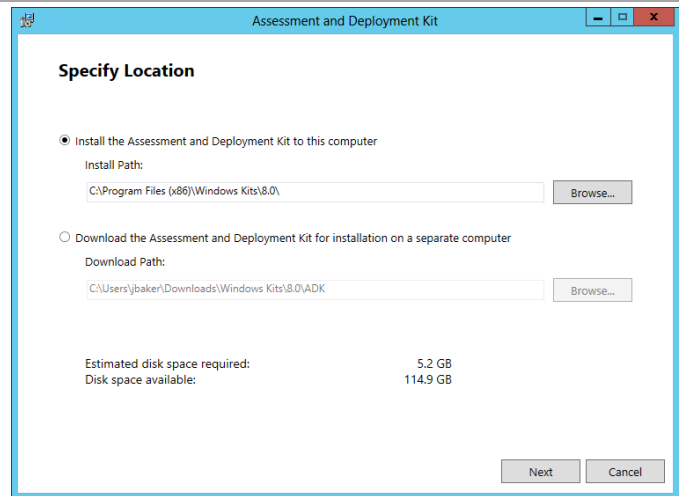 Assessment and Deployment Kit
Specify Location
Install the Assessment and Deployment Kit to this computer
Install Path:
C:\Program Files (x86)\Windows Kits\8.0\
Browse...
Download the Assessment and Deployment Kit for installation on a separate computer
Download Path:
C:\Users\jbaker\Downloads\Windows Kits\8.0\ADK
Browse...
Estimated disk space required: 5.2 GB
Disk space available: 114.9 GB
Next Cancel